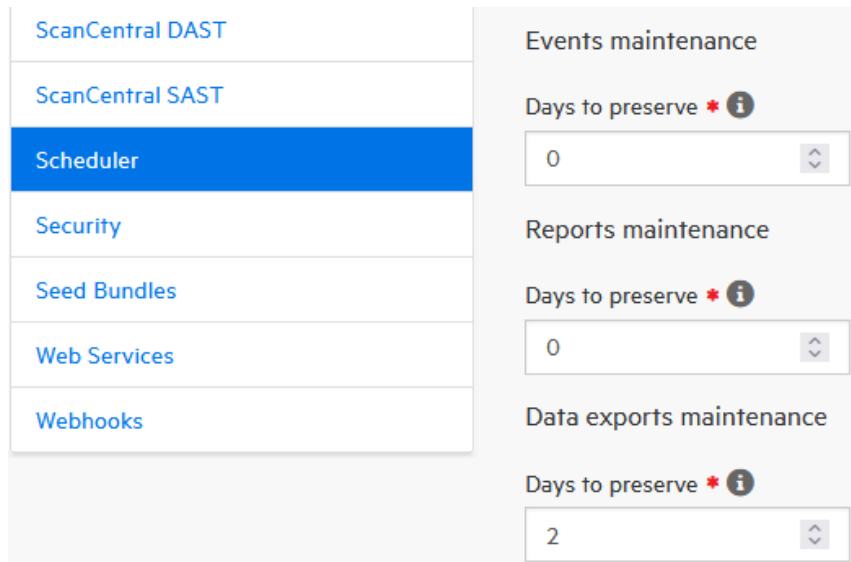 ScanCentral DAST
ScanCentral SAST
Scheduler
Security
Seed Bundles
Web Services
Webhooks
Events maintenance
Days to preserve *
0
Reports maintenance
Days to preserve *
0
Data exports maintenance
Days to preserve *
2